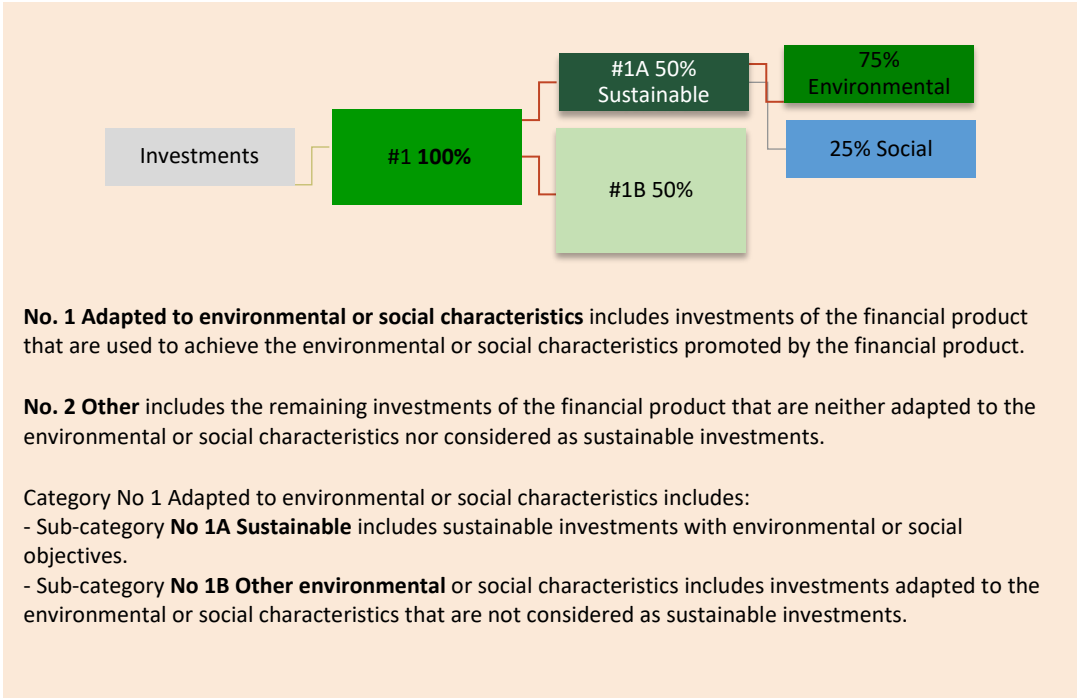 #1A 50%
Sustainable
75%
Environmental
Investments
#1 100%
25% Social
#1B 50%
No. 1 Adapted to environmental or social characteristics includes investments of the financial product
that are used to achieve the environmental or social characteristics promoted by the financial product.
No. 2 Other includes the remaining investments of the financial product that are neither adapted to the
environmental or social characteristics nor considered as sustainable investments.
Category No 1 Adapted to environmental or social characteristics includes:
- Sub-category No 1A Sustainable includes sustainable investments with environmental or social
objectives.
- Sub-category No 1B Other environmental or social characteristics includes investments adapted to the
environmental or social characteristics that are not considered as sustainable investments.